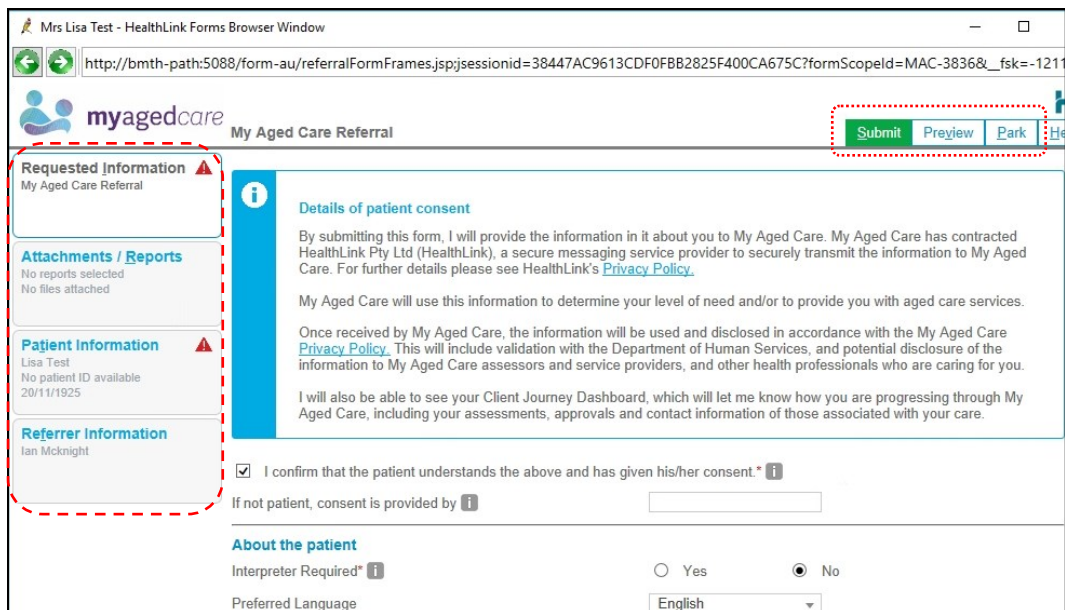 Mrs Lisa Test - HealthLink Forms Browser Window
http://bmth-path:5088/form-au/referralFormFrames.jsp;jsessionid=38447AC9613CDF0FBB2825F400CA675C?formScopeId=MAC-3836&__fsk=-1211
myagedcare
My Aged Care Referral
Submit Preview Park He
Requested Information
My Aged Care Referral
Attachments / Reports
No reports selected
No files attached
Patient Information
Lisa Test
No patient ID available
20/11/1925
Referrer Information
Ian Mcknight
Details of patient consent
By submitting this form, I will provide the information in it about you to My Aged Care. My Aged Care has contracted
HealthLink Pty Ltd (HealthLink), a secure messaging service provider to securely transmit the information to My Aged
Care. For further details please see HealthLink's Privacy Policy.
My Aged Care will use this information to determine your level of need and/or to provide you with aged care services.
Once received by My Aged Care, the information will be used and disclosed in accordance with the My Aged Care
Privacy Policy. This will include validation with the Department of Human Services, and potential disclosure of the
information to My Aged Care assessors and service providers, and other health professionals who are caring for you.
I will also be able to see your Client Journey Dashboard, which will let me know how you are progressing through My
Aged Care, including your assessments, approvals and contact information of those associated with your care.
I confirm that the patient understands the above and has given his/her consent.* i
If not patient, consent is provided by i
About the patient
Interpreter Required* i Yes No
Preferred Language English